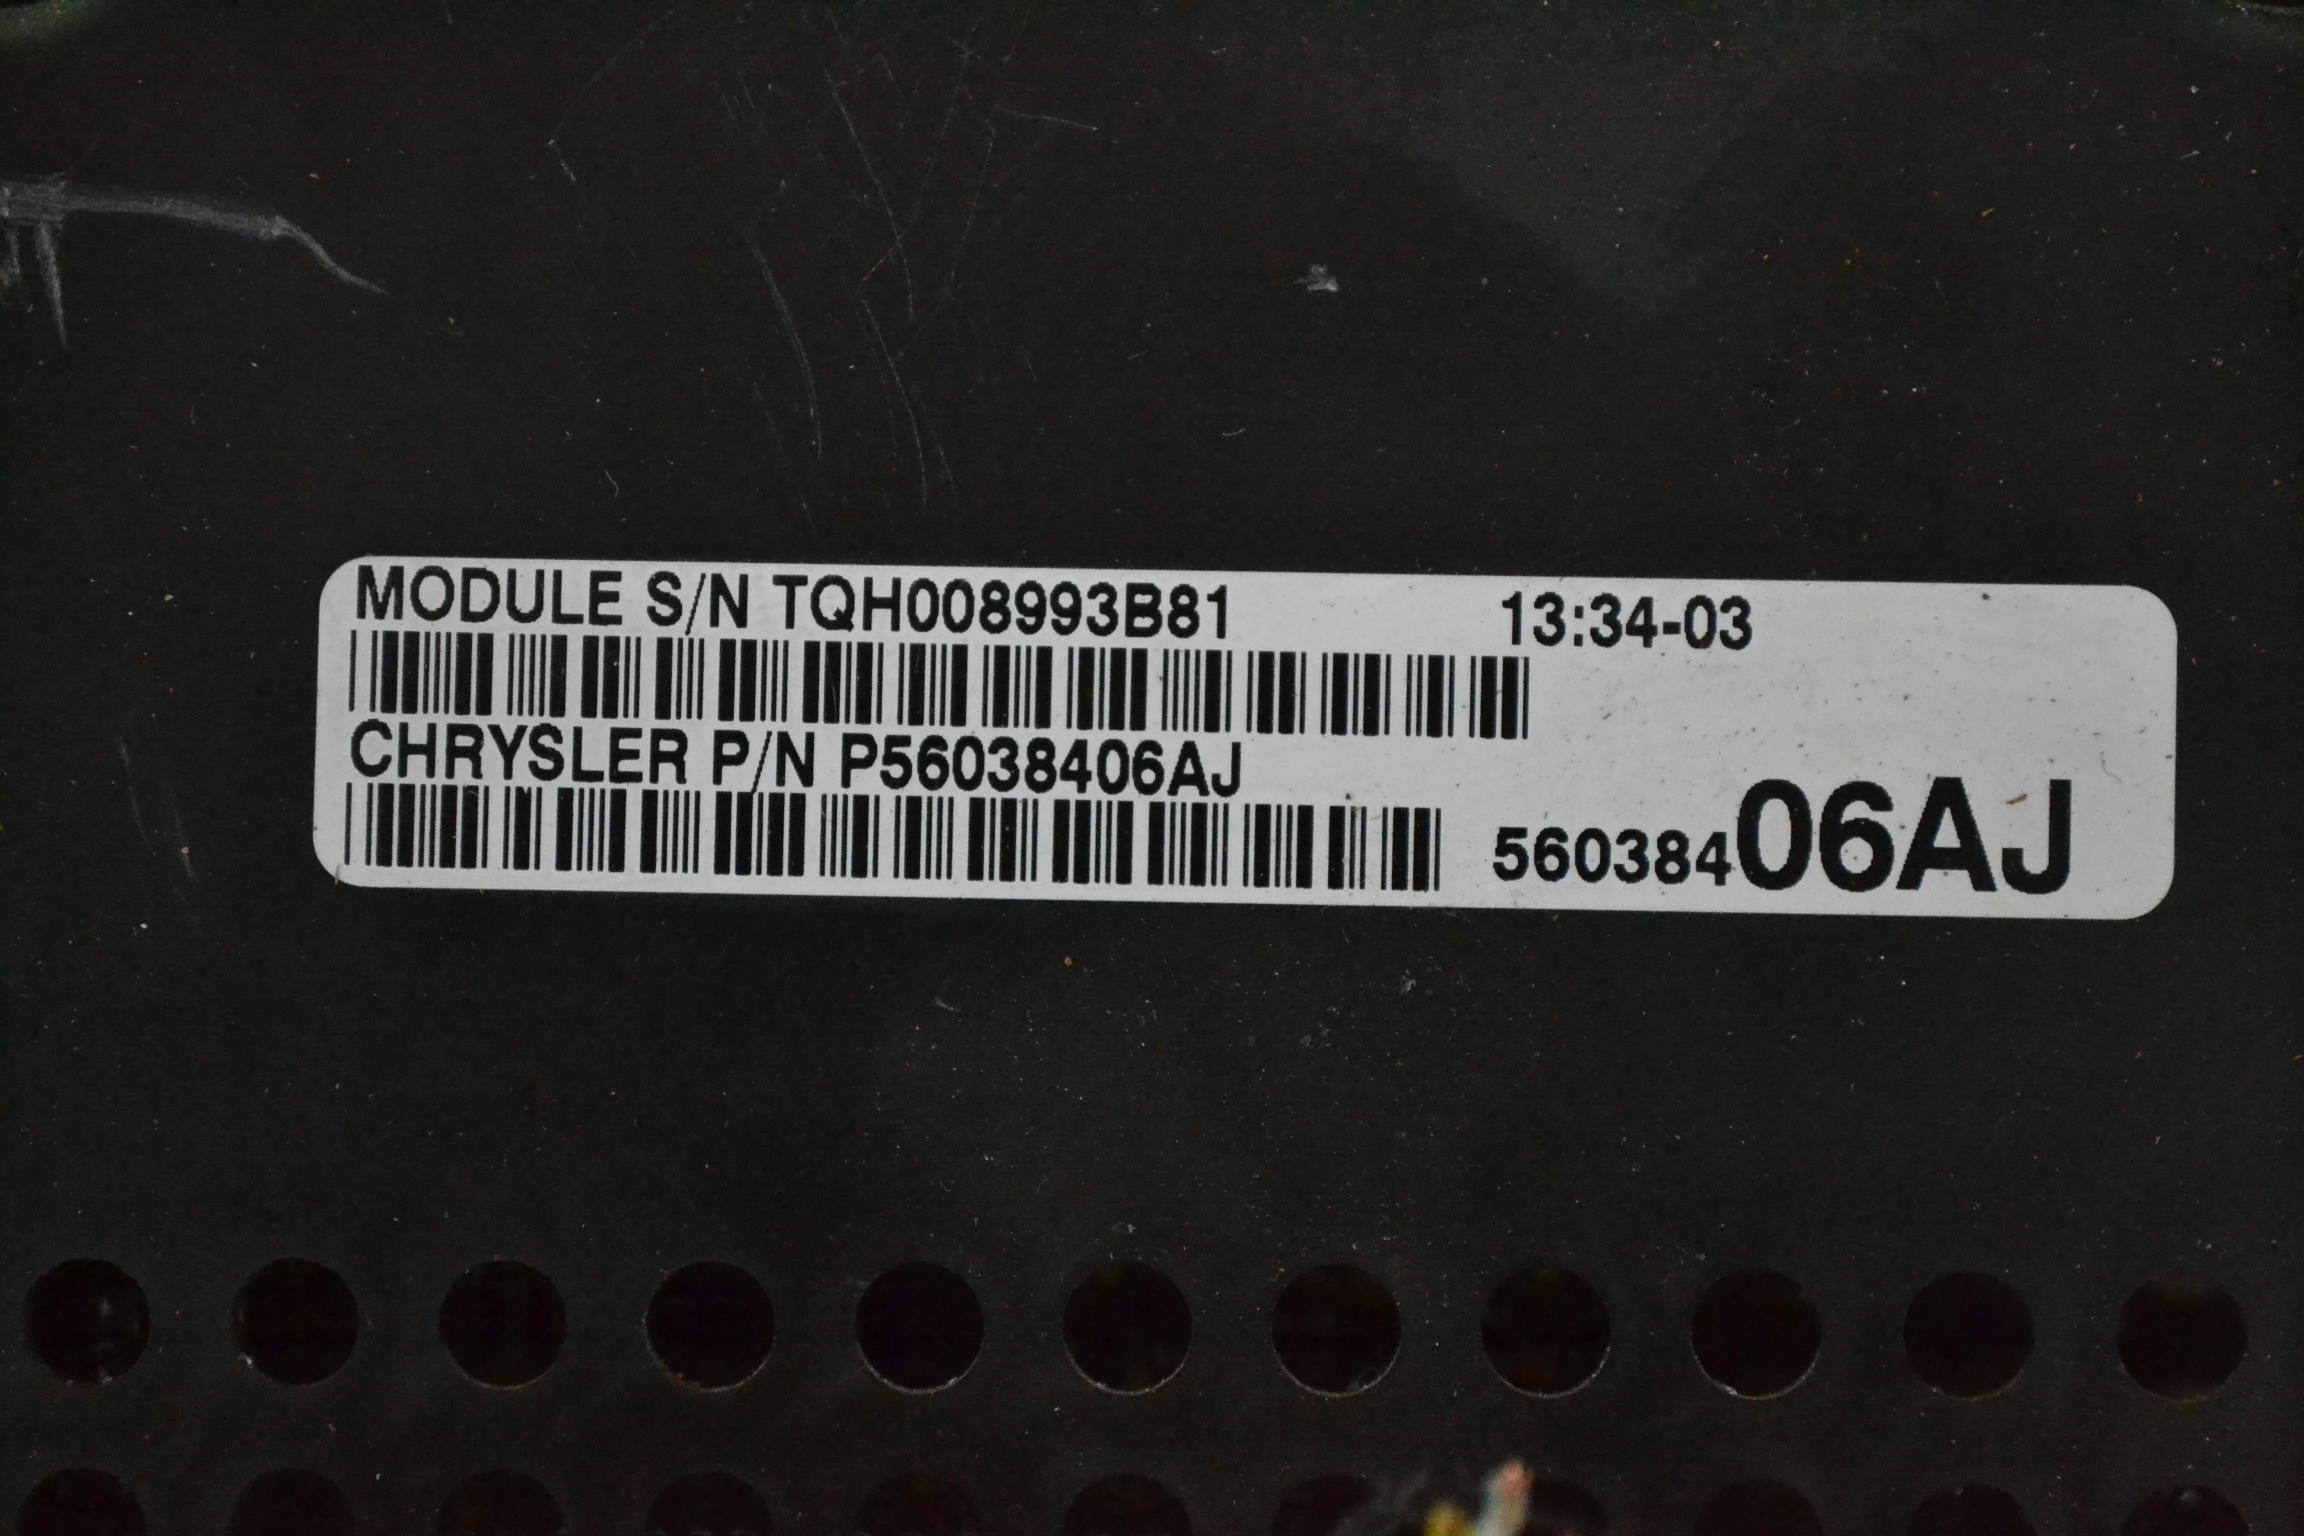 MODULE S/N TQH008993B81 13:34-03
CHRYSLER P/N P56038406AJ
56038406AJ